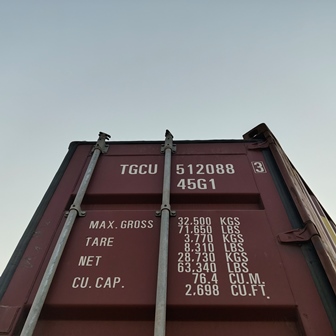 TGCU 512088 3
45G1
MAX. GROSS 32.500 KGS
71.650 LBS
TARE 3.770 KGS
8.310 LBS
NET 28.730 KGS
63,340 LBS
CU. CAP. 76.4 CU.M.
2,698 CU.FT.